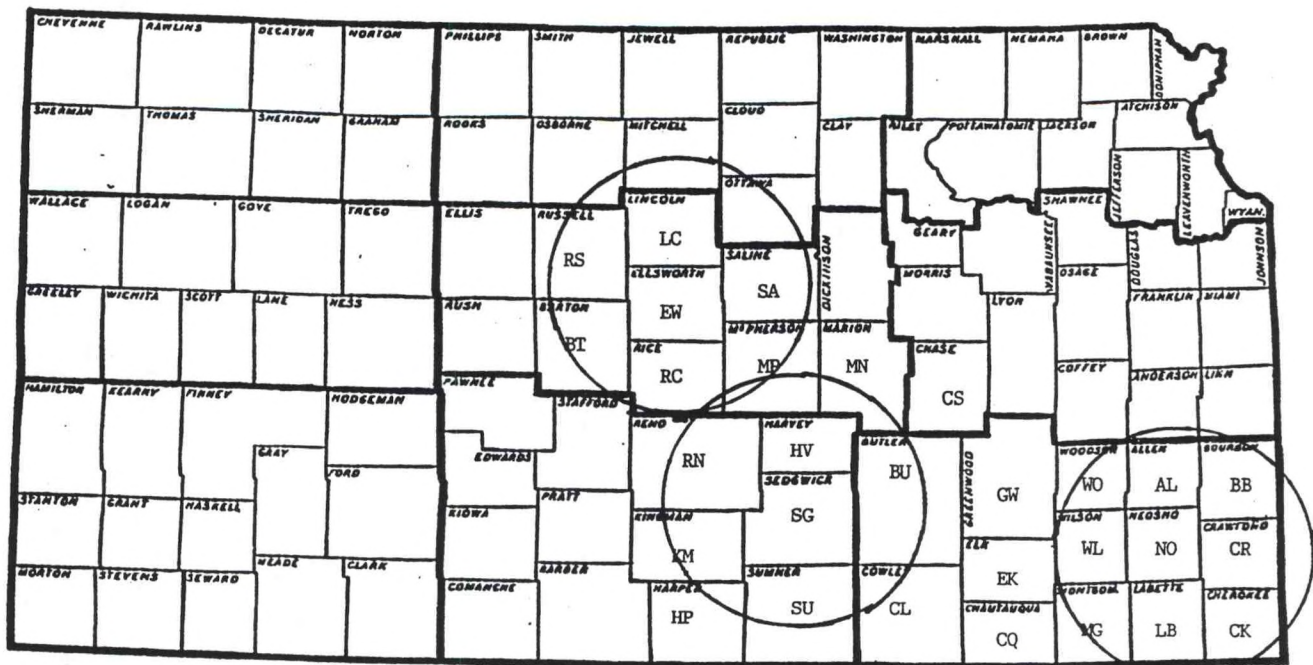 CHEYENNE RAWLINS DECATUR NORTON PHILLIPS SMITH JEWELL REPUBLIC WASHINGTON MARSHALL NEMAHA BROWN DONIPHAN
SHERMAN THOMAS SHERIDAN GRAHAM ROOKS OSBORNE MITCHELL CLOUD CLAY RILEY POTTAWATOMIE JACKSON ATCHISON
OTTAWA JEFFERSON LEAVENWORTH
WALLACE LOGAN GOVE TREGO ELLIS RUSSELL LINCOLN SHAWNEE WYAN.
RS LC SALINE DICKINSON GEARY WABAUNSEE DOUGLAS JOHNSON
ELLSWORTH MORRIS OSAGE
GREELEY WICHITA SCOTT LANE NESS RUSH BARTON EW SA LYON FRANKLIN MIAMI
BT RICE McPHERSON MARION CHASE
RC MP MN COFFEY ANDERSON LINN
HAMILTON KEARNY FINNEY HODGEMAN PAWNEE STAFFORD CS
RENO HARVEY BUTLER WOODSON ALLEN BOURBON
GRAY EDWARDS RN HV BU GREENWOOD
FORD SEDGWICK GW WO AL BB
STANTON GRANT HASKELL KIOWA PRATT KINGMAN SG WILSON NEOSHO CRAWFORD
KM ELK WL NO CR
MORTON STEVENS SEWARD MEADE CLARK COMANCHE BARBER HARPER SUMNER COWLEY EK MONTGOM. LABETTE CHEROKEE
HP SU CL CHAUTAUQUA MG LB CK
CQ